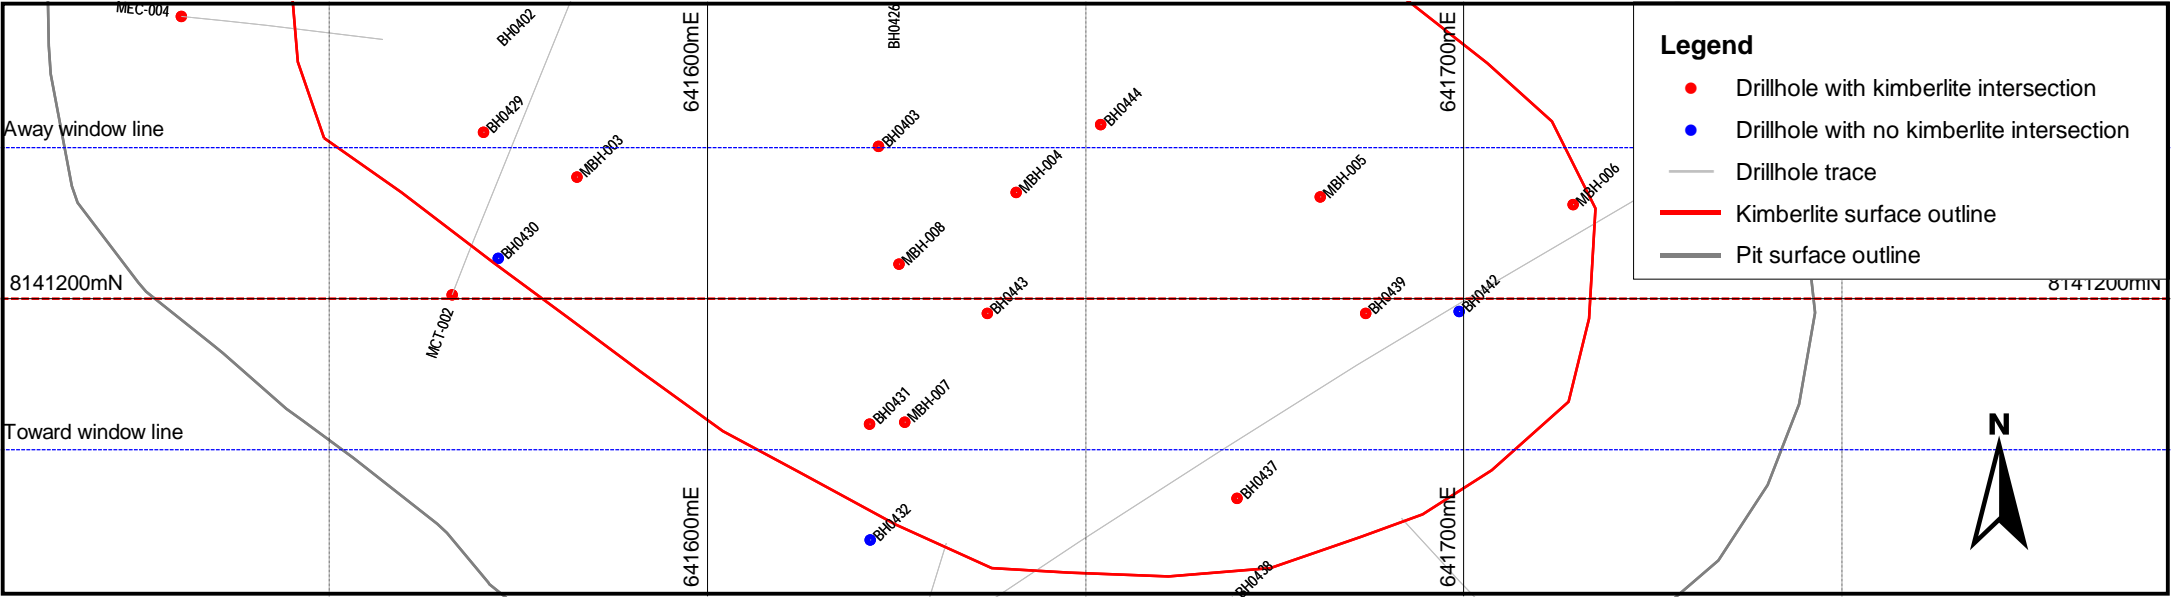 MEC-004
BH0402
641600mE
BH0426
641700mE
Legend
Drillhole with kimberlite intersection
Drillhole with no kimberlite intersection
Drillhole trace
Kimberlite surface outline
Pit surface outline
Away window line
BH0429
MBH-003
BH0403
BH0444
MBH-004
MBH-005
MBH-006
BH0430
MBH-008
8141200mN
8141200mN
MCT-002
BH0443
BH0439
BH0442
BH0431
MBH-007
Toward window line
BH0437
BH0432
641600mE
641700mE
BH0438
N